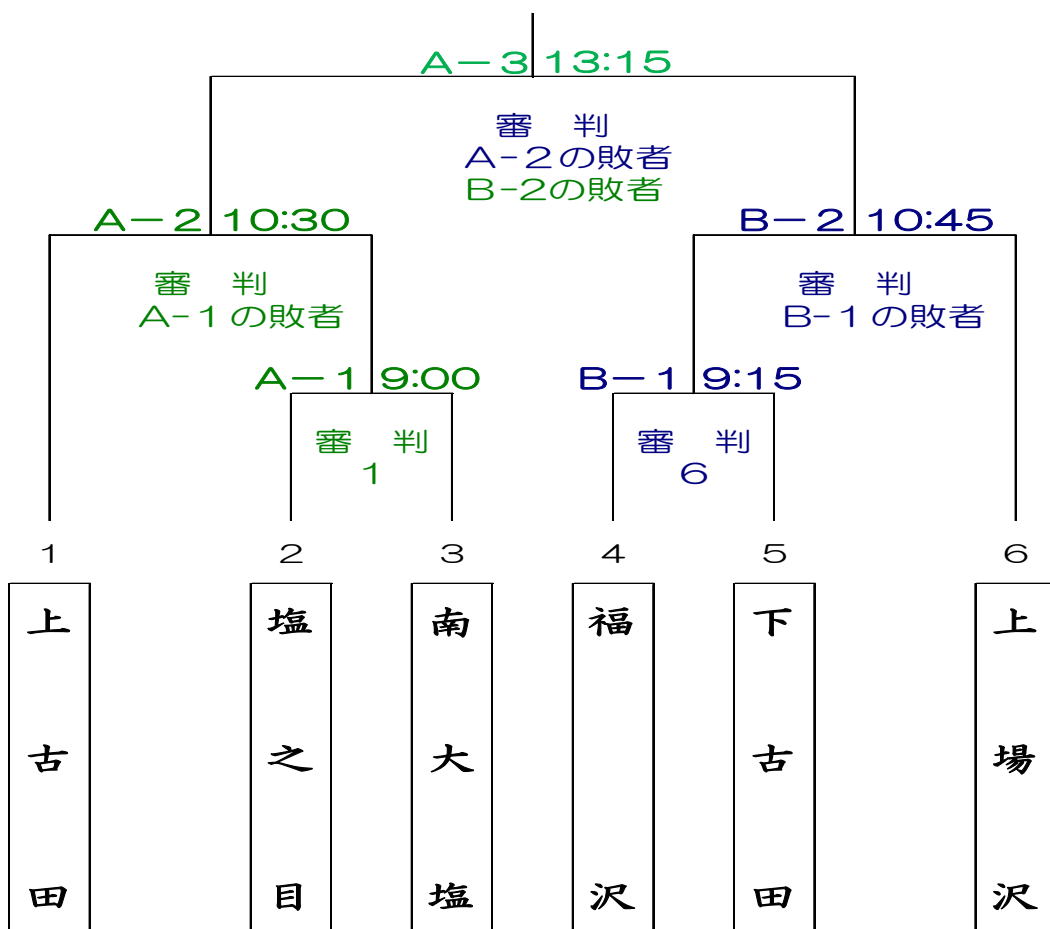 A－3 13:15
審　判
A-2の敗者
B-2の敗者
A－2 10:30
B－2 10:45
審　判
A-1の敗者
審　判
B-1の敗者
A－1 9:00
B－1 9:15
審　判
1
審　判
6
1
2
3
4
5
6
上古田
塩之目
南大塩
福沢
下古田
上場沢